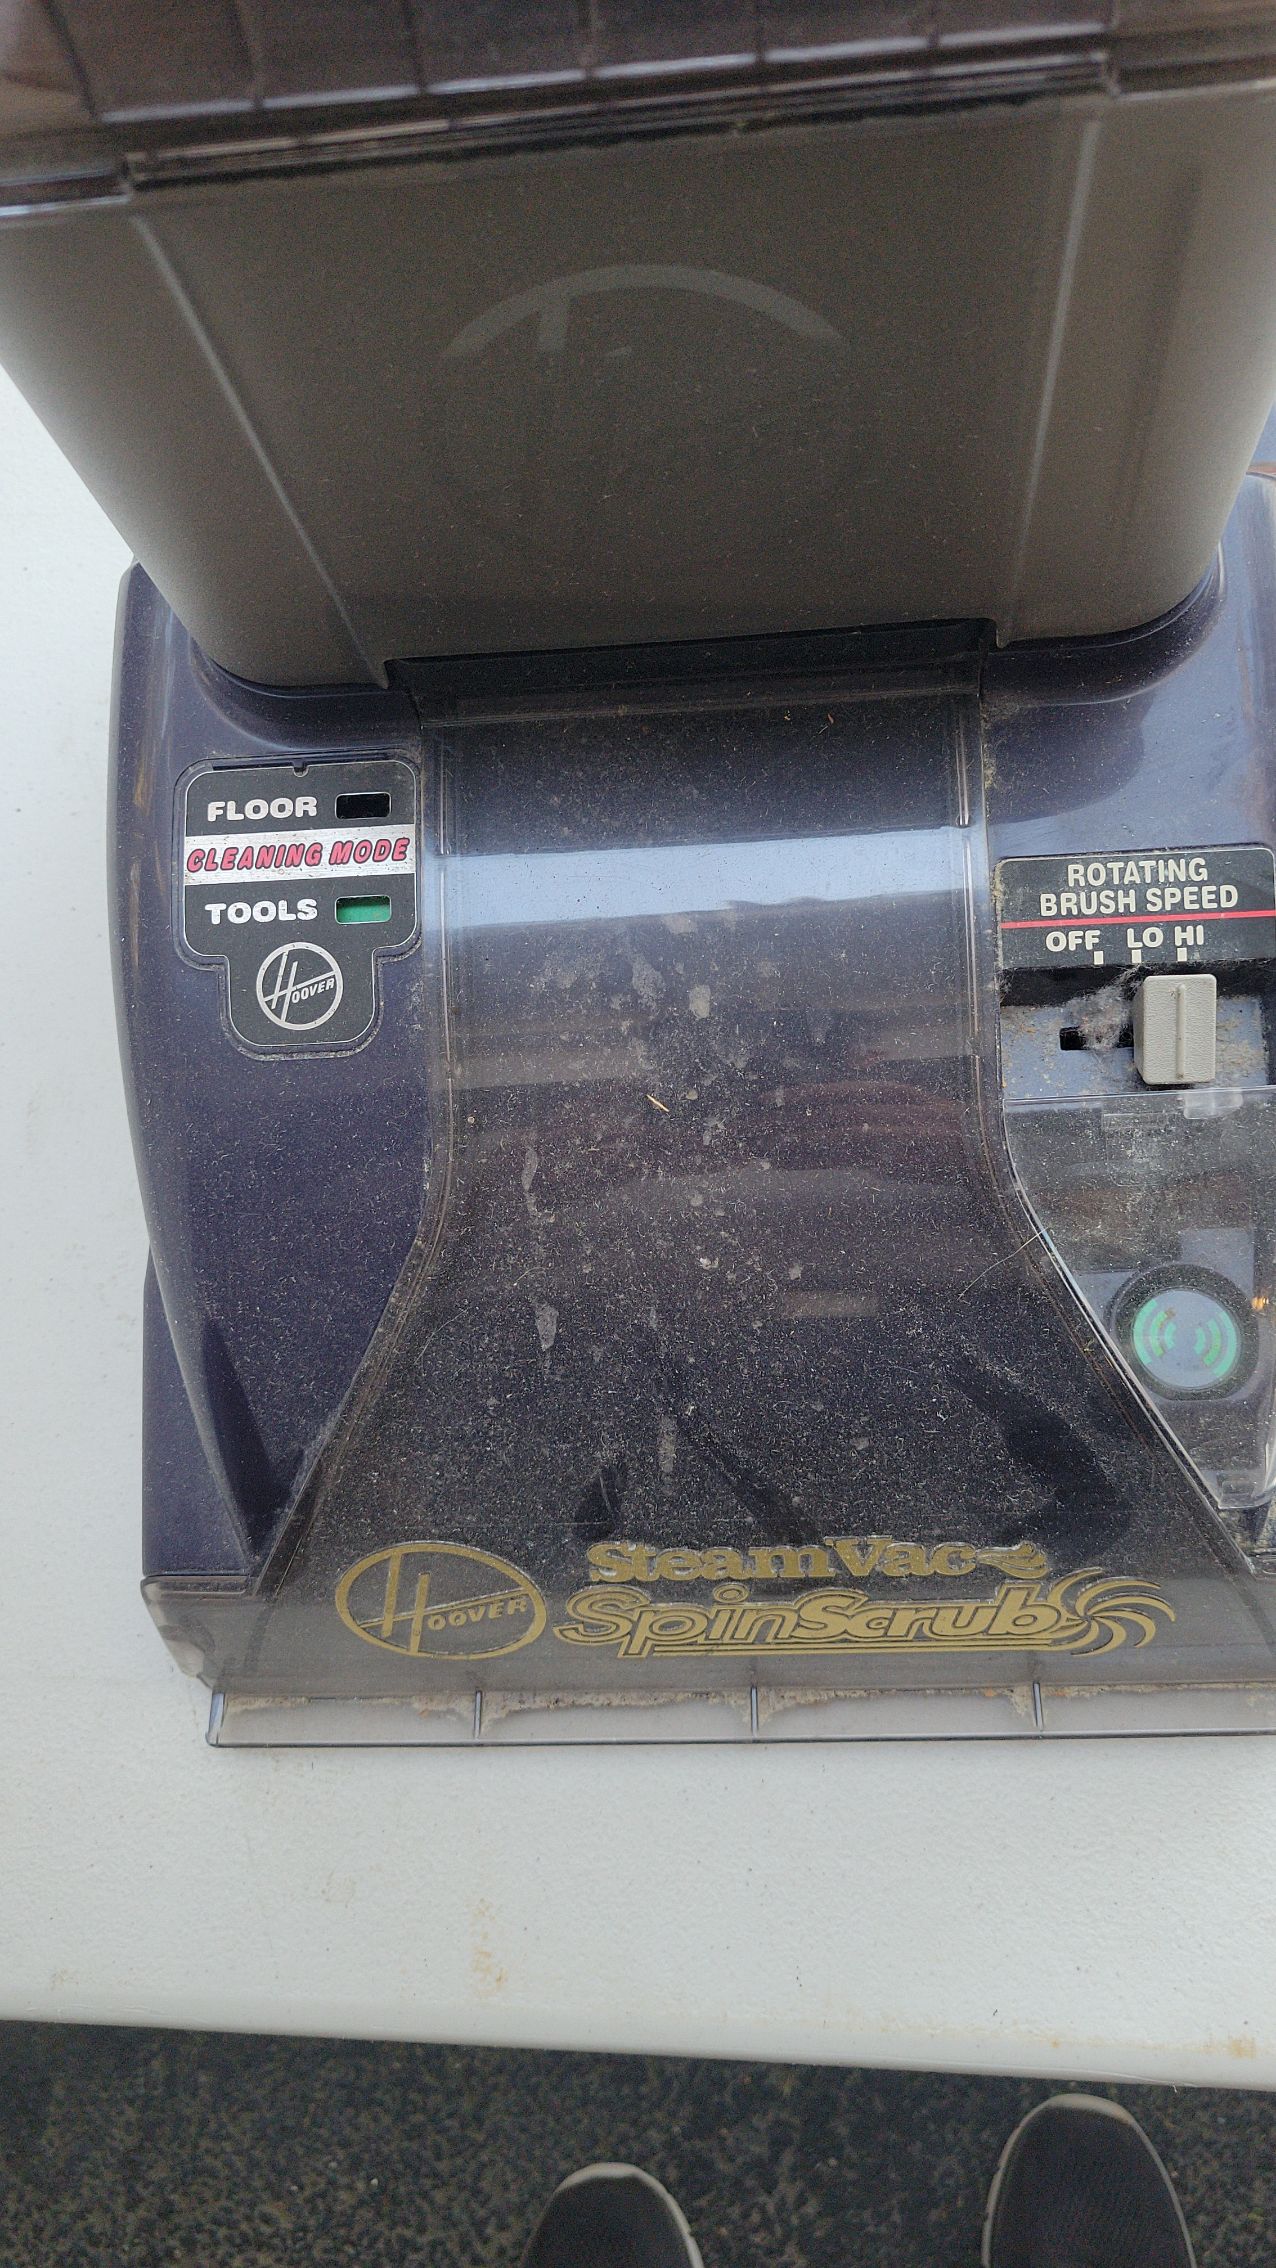 FLOOR
CLEANING MODE
TOOLS
HOOVER
ROTATING
BRUSH SPEED
OFF LO HI
HOOVER
SteamVac
SpinScrub